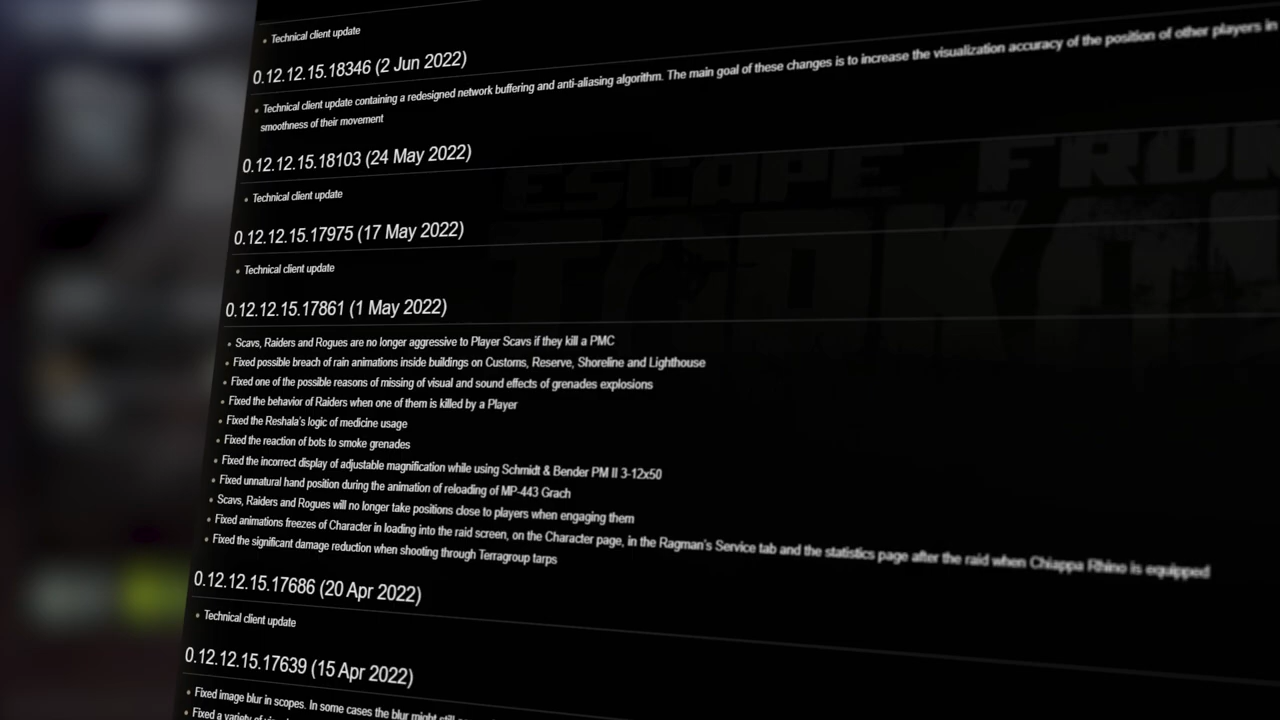 Technical client update
0.12.12.15.18346 (2 Jun 2022)
Technical client update containing a redesigned network buffering and anti-aliasing algorithm. The main goal of these changes is to increase the visualization accuracy of the position of other players in
smoothness of their movement
0.12.12.15.18103 (24 May 2022)
Technical client update
0.12.12.15.17975 (17 May 2022)
Technical client update
0.12.12.15.17861 (1 May 2022)
Scavs, Raiders and Rogues are no longer aggressive to Player Scavs if they kill a PMC
Fixed possible breach of rain animations inside buildings on Customs, Reserve, Shoreline and Lighthouse
Fixed one of the possible reasons of missing of visual and sound effects of grenades explosions
Fixed the behavior of Raiders when one of them is killed by a Player
Fixed the Reshala's logic of medicine usage
Fixed the reaction of bots to smoke grenades
Fixed the incorrect display of adjustable magnification while using Schmidt & Bender PM II 3-12x50
Fixed unnatural hand position during the animation of reloading of MP-443 Grach
Scavs, Raiders and Rogues will no longer take positions close to players when engaging them
Fixed animations freezes of Character in loading into the raid screen, on the Character page, in the Ragman's Service tab and the statistics page after the raid when Chiappa Rhino is equipped
Fixed the significant damage reduction when shooting through Terragroup tarps
0.12.12.15.17686 (20 Apr 2022)
Technical client update
0.12.12.15.17639 (15 Apr 2022)
Fixed image blur in scopes. In some cases the blur might still
Fixed a variety of
ESCAPE FROM
TARKO